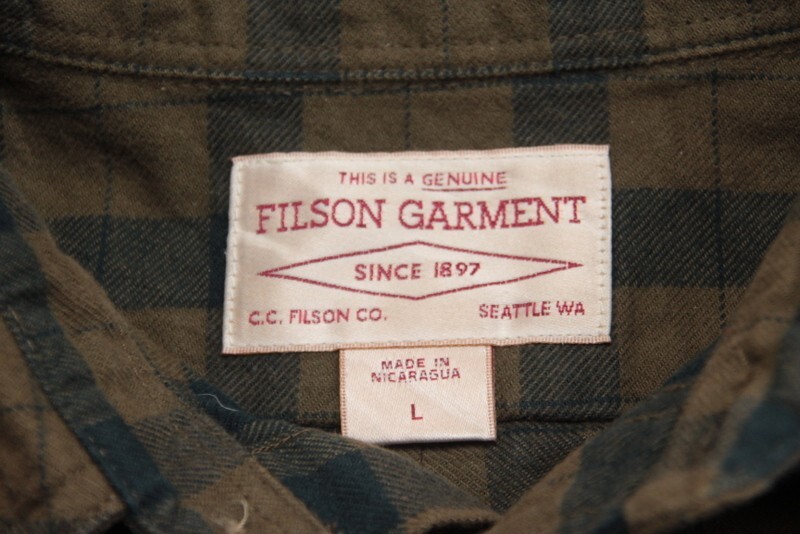 THIS IS A GENUINE
FILSON GARMENT
SINCE 1897
C.C. FILSON CO. SEATTLE WA
MADE IN
NICARAGUA
L